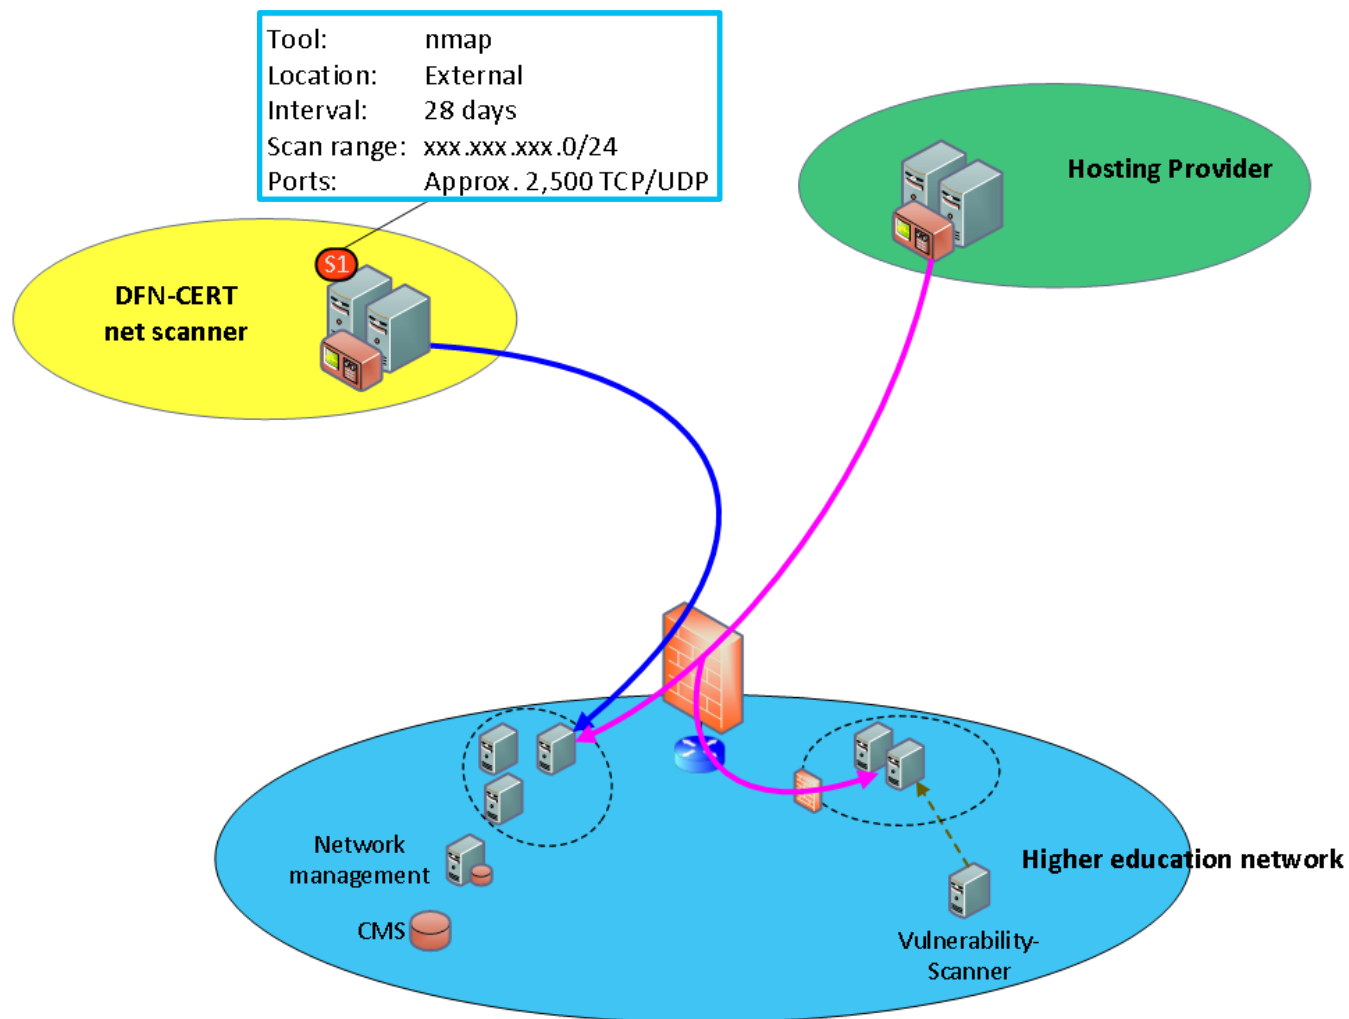 Tool: nmap
Location: External
Interval: 28 days
Scan range: xxx.xxx.xxx.0/24
Ports: Approx. 2,500 TCP/UDP
Hosting Provider
S1
DFN-CERT
net scanner
Network
management
CMS
Higher education network
Vulnerability-
Scanner